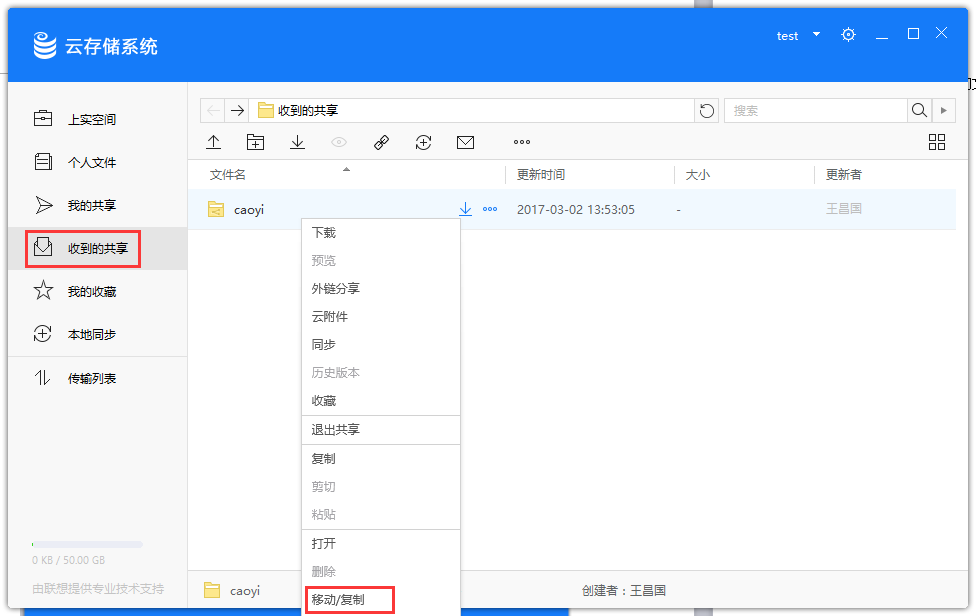 云存储系统
test
上实空间
个人文件
我的共享
收到的共享
我的收藏
本地同步
传输列表
0 KB / 50.00 GB
由联想提供专业技术支持
收到的共享
搜索
文件名 更新时间 大小 更新者
caoyi 2017-03-02 13:53:05 - 王昌国
下载
预览
外链分享
云附件
同步
历史版本
收藏
退出共享
复制
剪切
粘贴
打开
删除
移动/复制
caoyi 创建者：王昌国